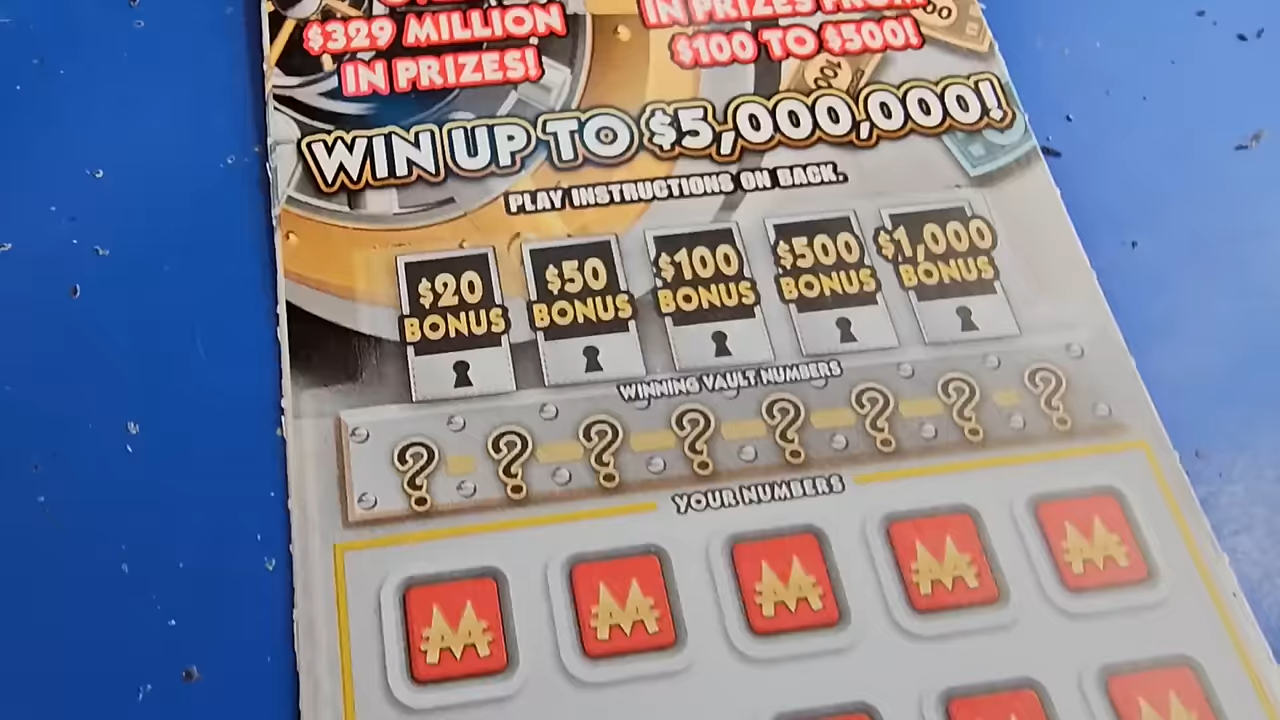 $329 MILLION
IN PRIZES!
IN PRIZES FROM
$100 TO $500!
100
WIN UP TO $5,000,000!
PLAY INSTRUCTIONS ON BACK.
$20
BONUS
$50
BONUS
$100
BONUS
$500
BONUS
$1,000
BONUS
WINNING VAULT NUMBERS
? ? ? ? ? ? ? ?
YOUR NUMBERS